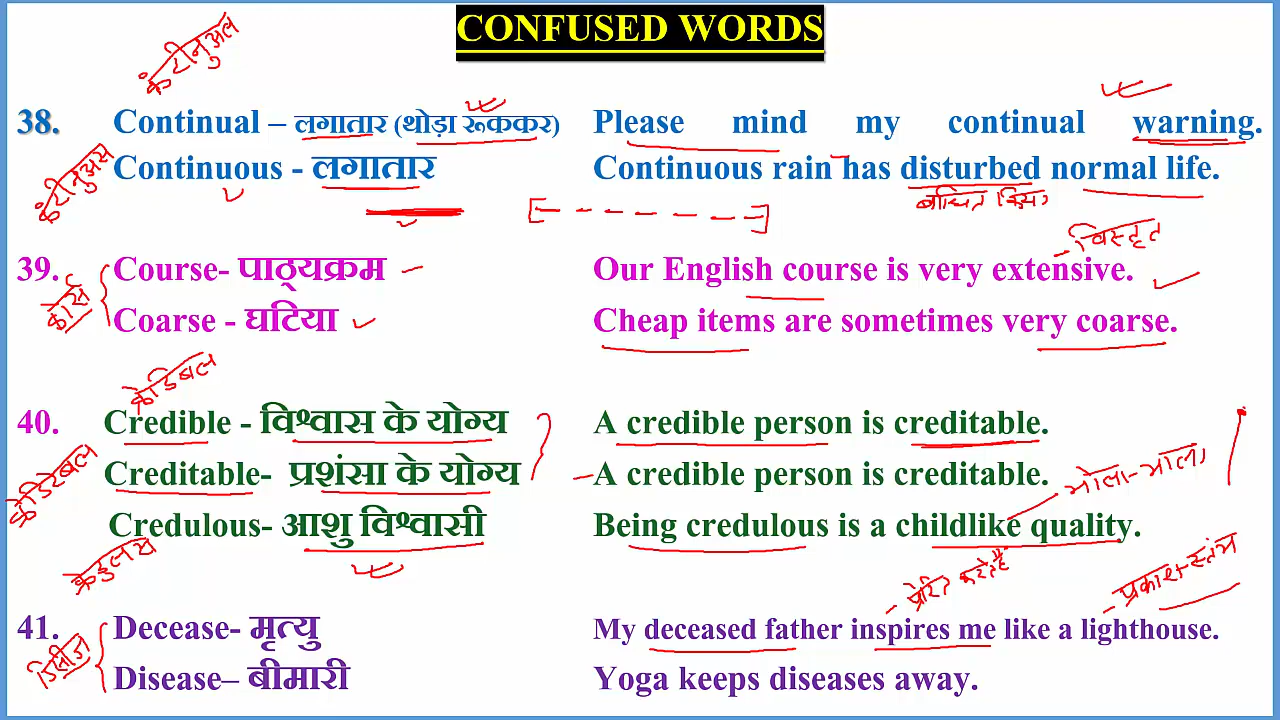 CONFUSED WORDS
कंटीनुअल
38. Continual – लगातार (थोड़ा रूककर) Please mind my continual warning.
कंटीनुअस
Continuous - लगातार Continuous rain has disturbed normal life.
बाधित किया
विस्तृत
39. Course- पाठ्यक्रम Our English course is very extensive.
कोर्स
Coarse - घटिया Cheap items are sometimes very coarse.
क्रेडिबल
40. Credible - विश्वास के योग्य A credible person is creditable.
क्रेडिटेबल
Creditable- प्रशंसा के योग्य A credible person is creditable.
भोला-भाला
Credulous- आशु विश्वासी Being credulous is a childlike quality.
क्रेडुलस
प्रेरित करते हैं
प्रकाश-स्तंभ
41. Decease- मृत्यु My deceased father inspires me like a lighthouse.
डिसीज
Disease– बीमारी Yoga keeps diseases away.